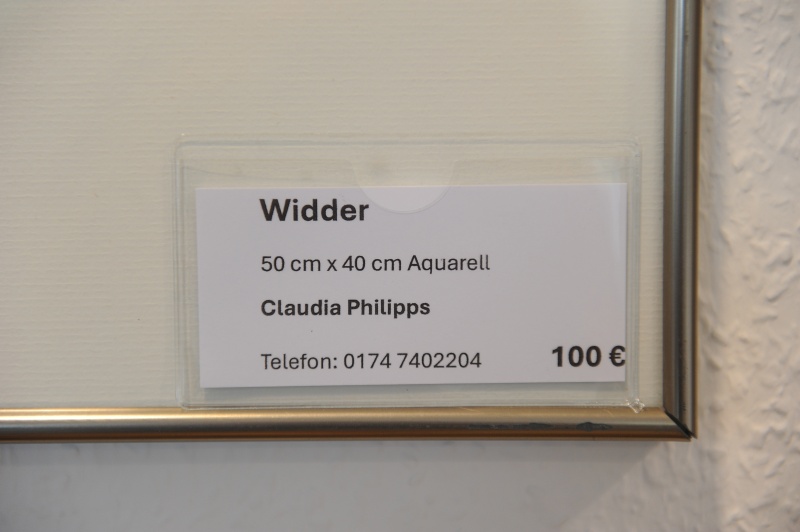 Widder
50 cm x 40 cm Aquarell
Claudia Philipps
Telefon: 0174 7402204 100 €